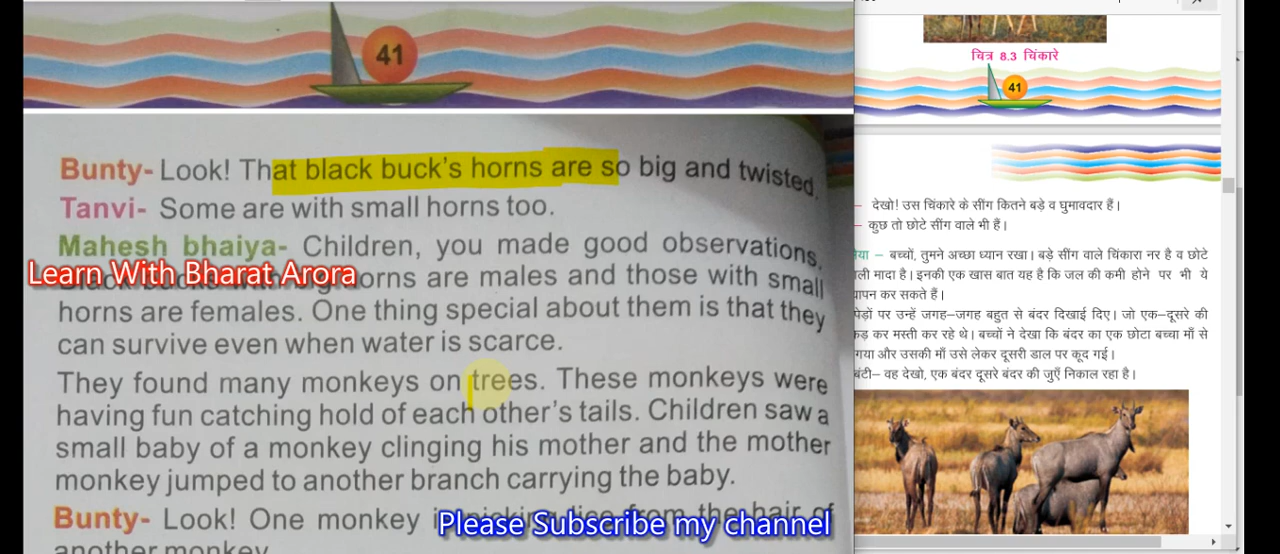 41
Bunty- Look! That black buck's horns are so big and twisted.
Tanvi- Some are with small horns too.
Mahesh bhaiya- Children, you made good observations.
Learn With Bharat Arora
horns are males and those with small
horns are females. One thing special about them is that they
can survive even when water is scarce.
They found many monkeys on trees. These monkeys were
having fun catching hold of each other's tails. Children saw a
small baby of a monkey clinging his mother and the mother
monkey jumped to another branch carrying the baby.
Bunty- Look! One monkey
Please Subscribe my channel
another monkey.
चित्र 8.3 चिंकारे
41
– देखो! उस चिंकारे के सींग कितने बड़े व घुमावदार हैं।
– कुछ तो छोटे सींग वाले भी हैं।
– बच्चों, तुमने अच्छा ध्यान रखा। बड़े सींग वाले चिंकारा नर है व छोटे
मादा है। इनकी एक खास बात यह है कि जल की कमी होने पर भी ये
कर सकते हैं।
पेड़ों पर उन्हें जगह–जगह बहुत से बंदर दिखाई दिए। जो एक–दूसरे की
कर मस्ती कर रहे थे। बच्चों ने देखा कि बंदर का एक छोटा बच्चा माँ से
गया और उसकी माँ उसे लेकर दूसरी डाल पर कूद गई।
बंटी– वह देखो, एक बंदर दूसरे बंदर की जुएँ निकाल रहा है।